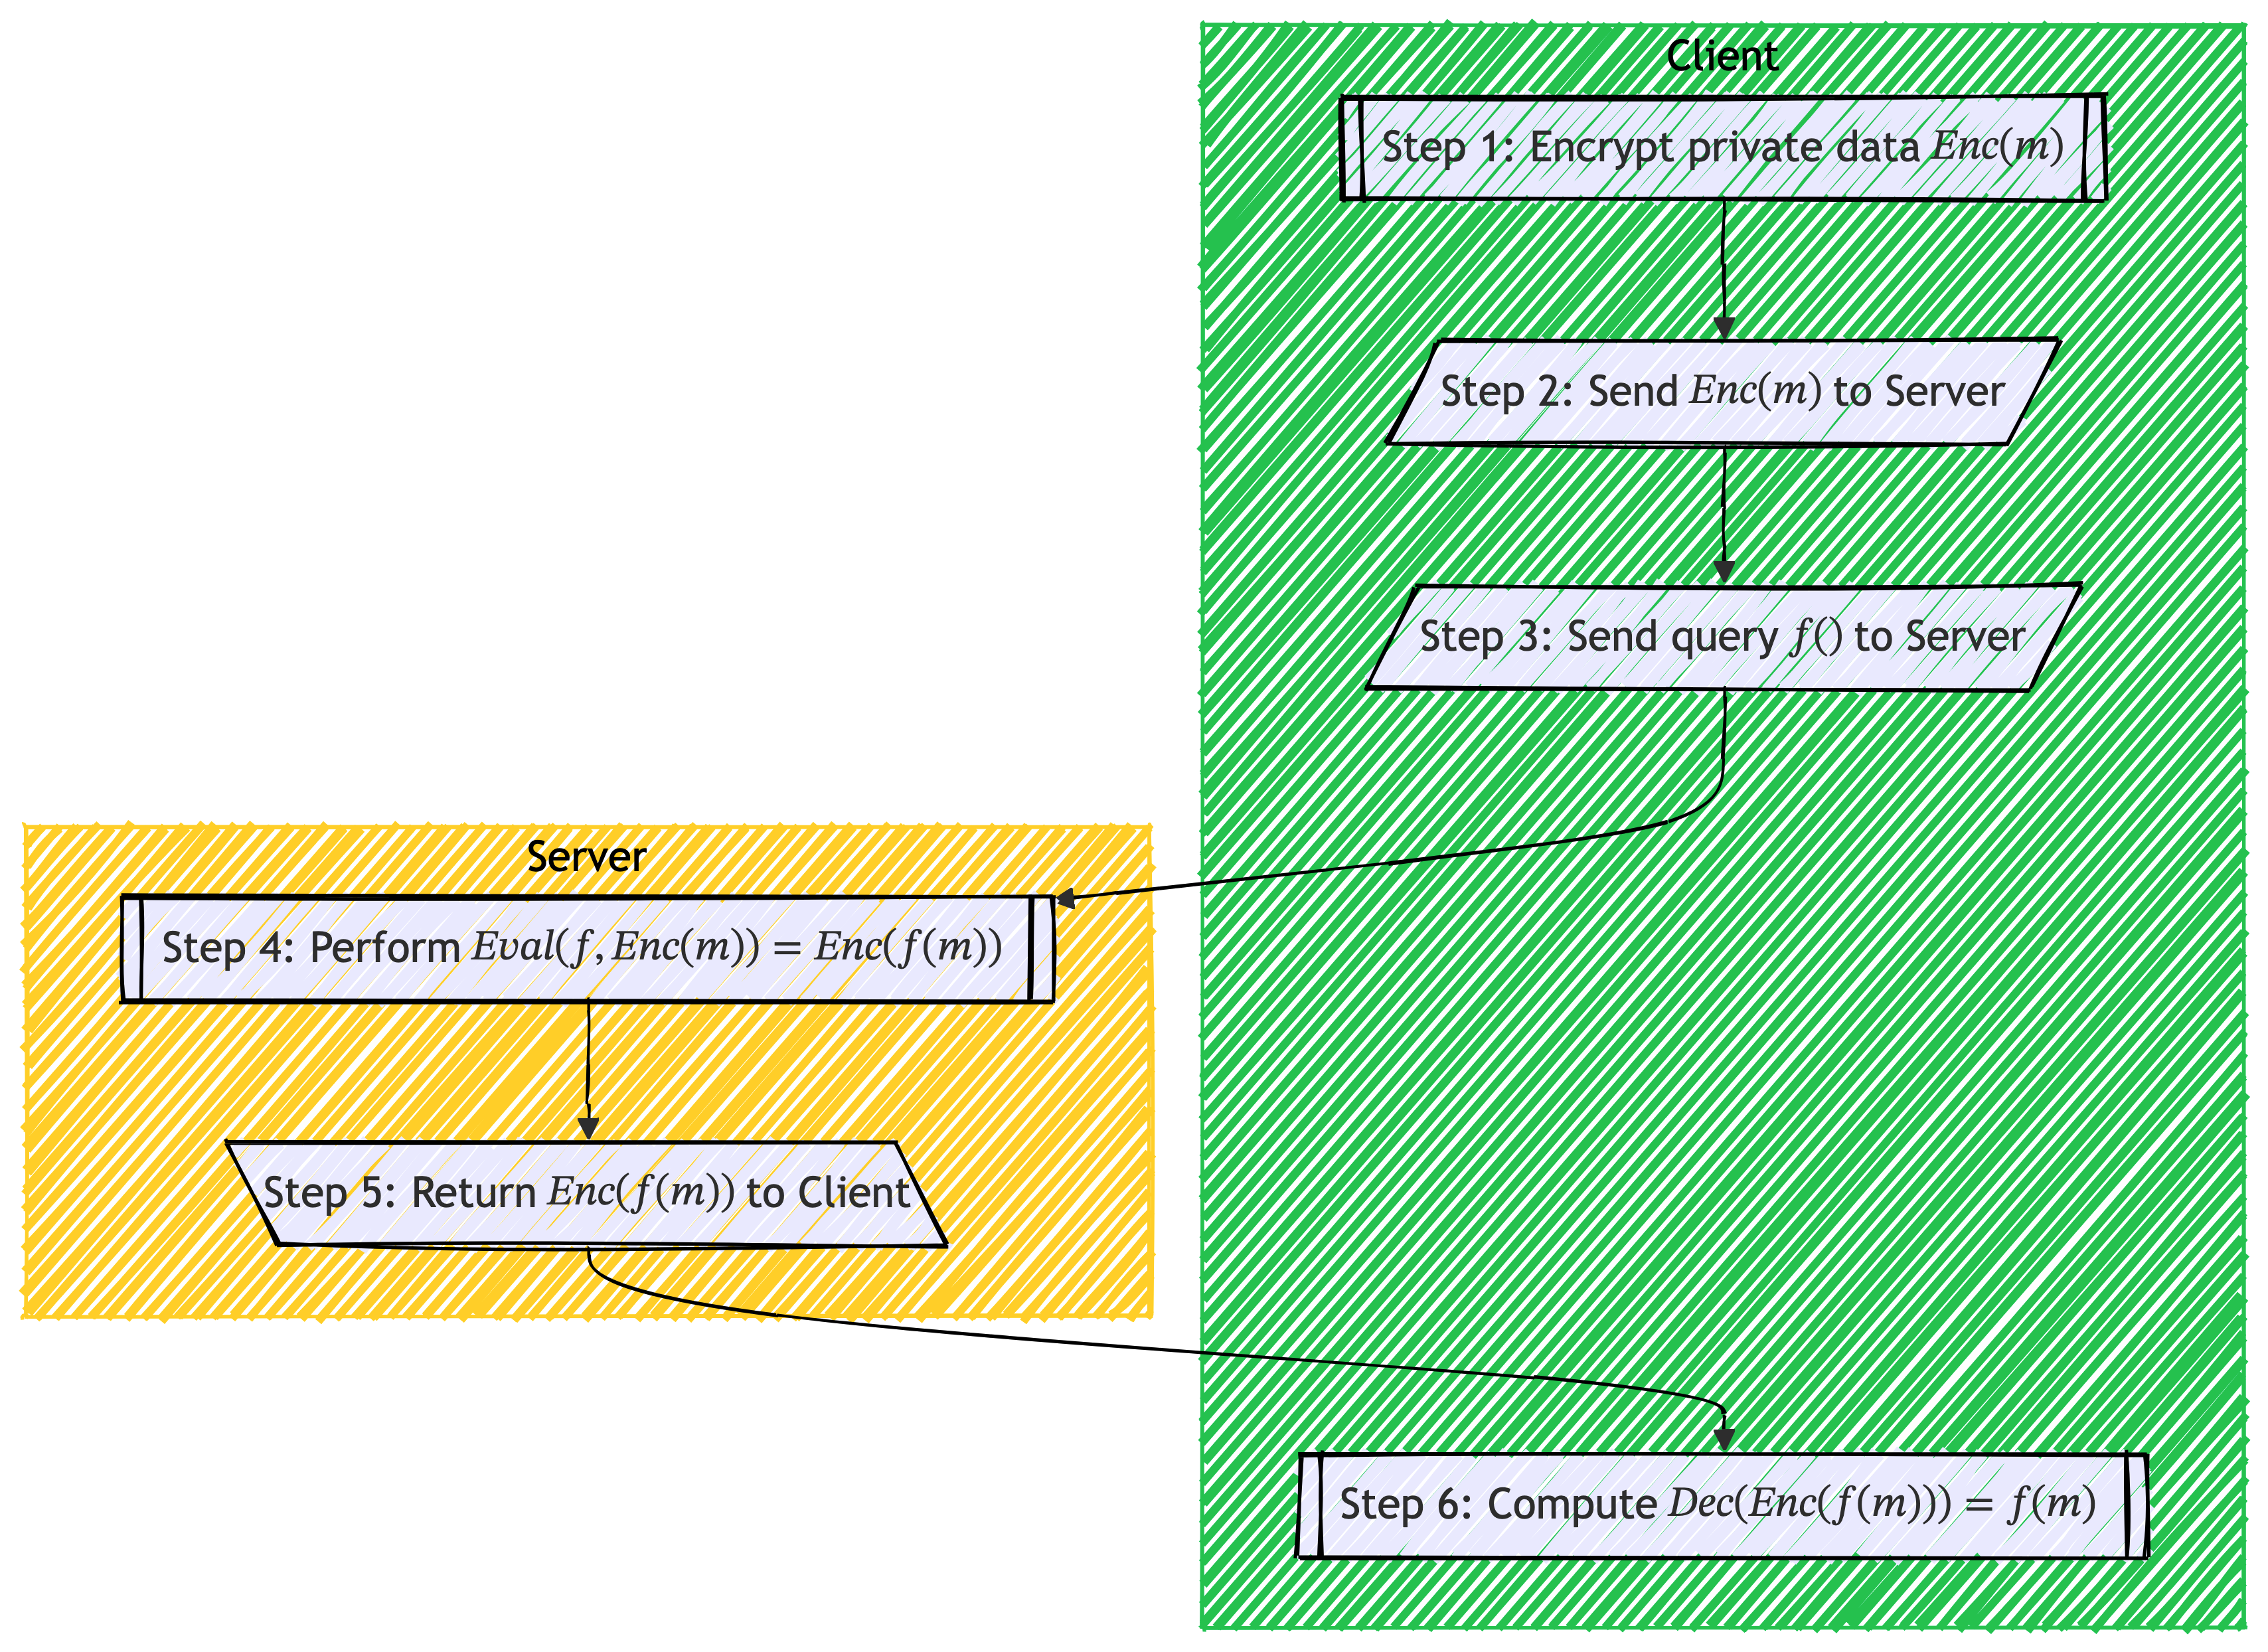 Client
Step 1: Encrypt private data Enc(m)
Step 2: Send Enc(m) to Server
Step 3: Send query f() to Server
Server
Step 4: Perform Eval(f, Enc(m)) = Enc(f(m))
Step 5: Return Enc(f(m)) to Client
Step 6: Compute Dec(Enc(f(m))) = f(m)